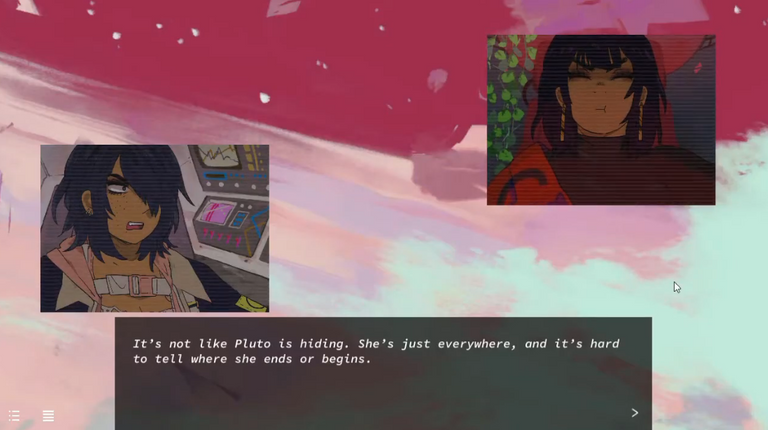 It’s not like Pluto is hiding. She’s just everywhere, and it’s hard
to tell where she ends or begins.